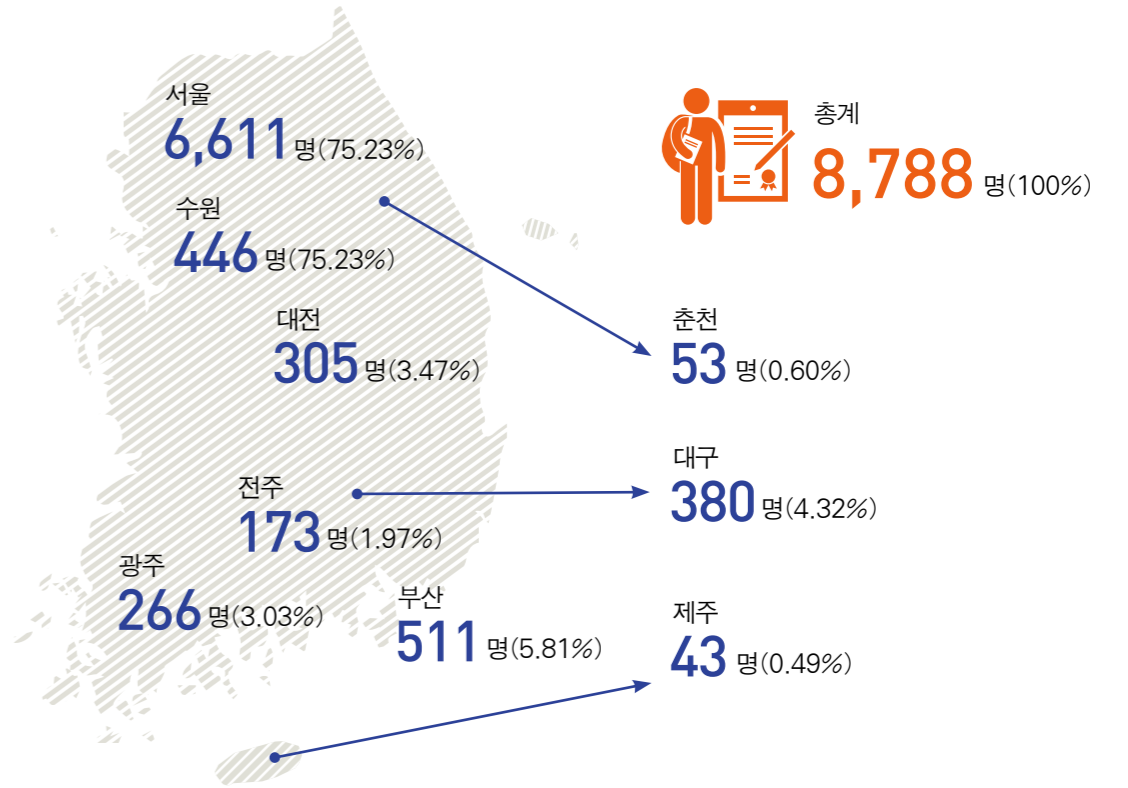 서울
6,611 명(75.23%)
총계
8,788 명(100%)
수원
446 명(75.23%)
대전
305 명(3.47%)
춘천
53 명(0.60%)
전주
173 명(1.97%)
대구
380 명(4.32%)
광주
266 명(3.03%)
부산
511 명(5.81%)
제주
43 명(0.49%)